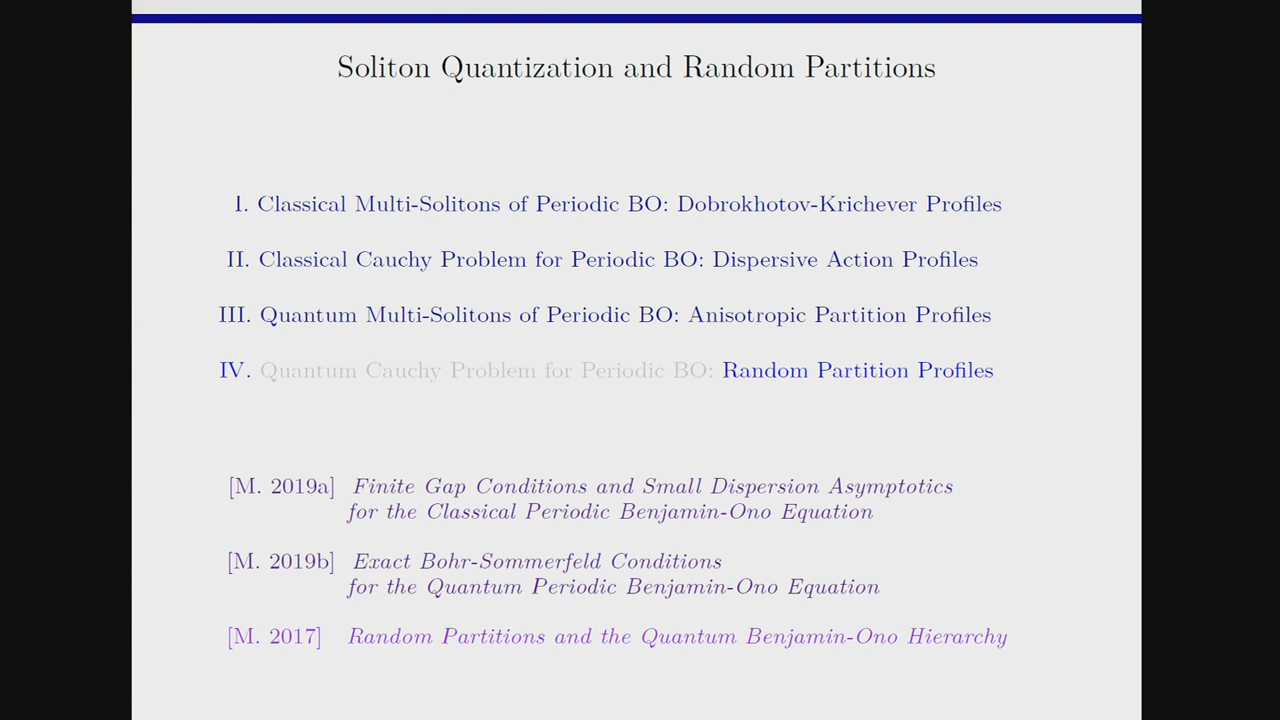 Soliton Quantization and Random Partitions
I. Classical Multi-Solitons of Periodic BO: Dobrokhotov-Krichever Profiles
II. Classical Cauchy Problem for Periodic BO: Dispersive Action Profiles
III. Quantum Multi-Solitons of Periodic BO: Anisotropic Partition Profiles
IV. Quantum Cauchy Problem for Periodic BO: Random Partition Profiles
[M. 2019a] Finite Gap Conditions and Small Dispersion Asymptotics
for the Classical Periodic Benjamin-Ono Equation
[M. 2019b] Exact Bohr-Sommerfeld Conditions
for the Quantum Periodic Benjamin-Ono Equation
[M. 2017] Random Partitions and the Quantum Benjamin-Ono Hierarchy